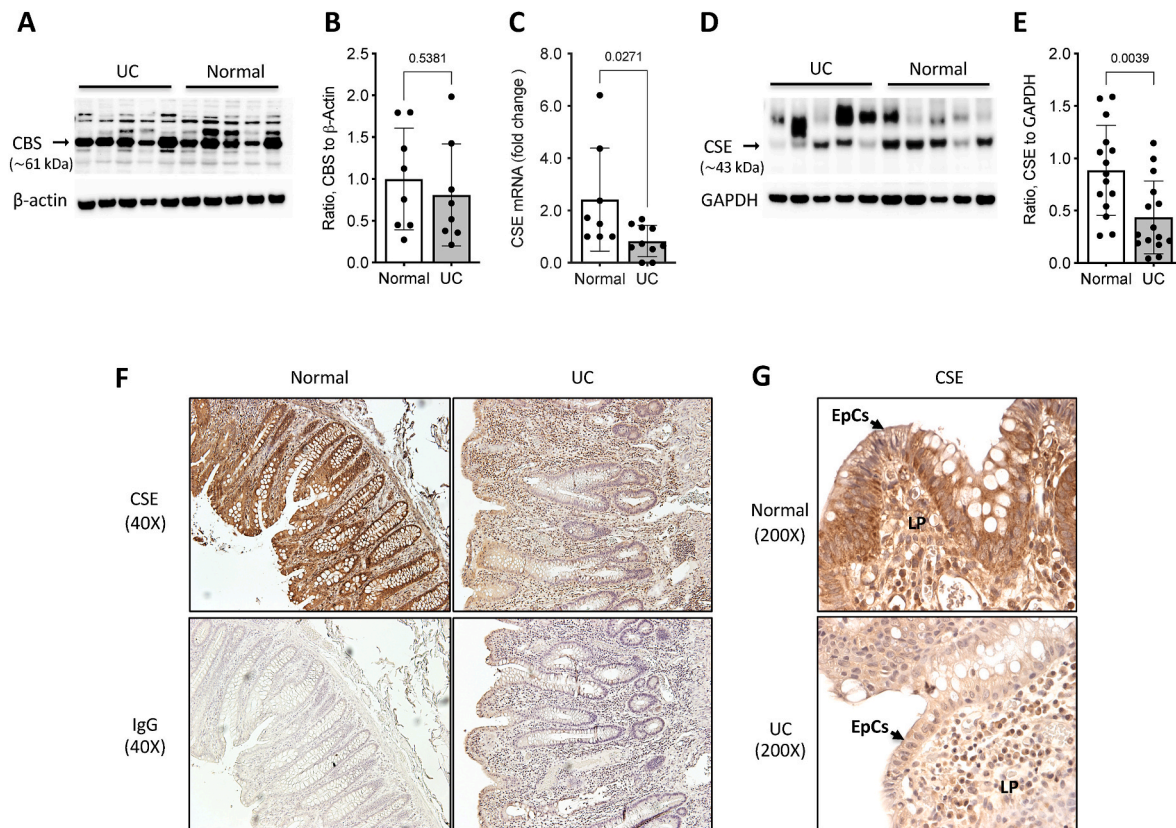 A
UC Normal
CBS →
(~61 kDa)
β-actin
B
Ratio, CBS to β-Actin
2.5
2.0
1.5
1.0
0.5
0.0
0.5381
Normal UC
C
CSE mRNA (fold change )
8.0
6.0
4.0
2.0
0.0
0.0271
Normal UC
D
UC Normal
CSE →
(~43 kDa)
GAPDH
E
Ratio, CSE to GAPDH
2.0
1.5
1.0
0.5
0.0
0.0039
Normal UC
F
Normal UC
CSE
(40X)
IgG
(40X)
G
CSE
Normal
(200X)
EpCs
LP
UC
(200X)
EpCs
LP